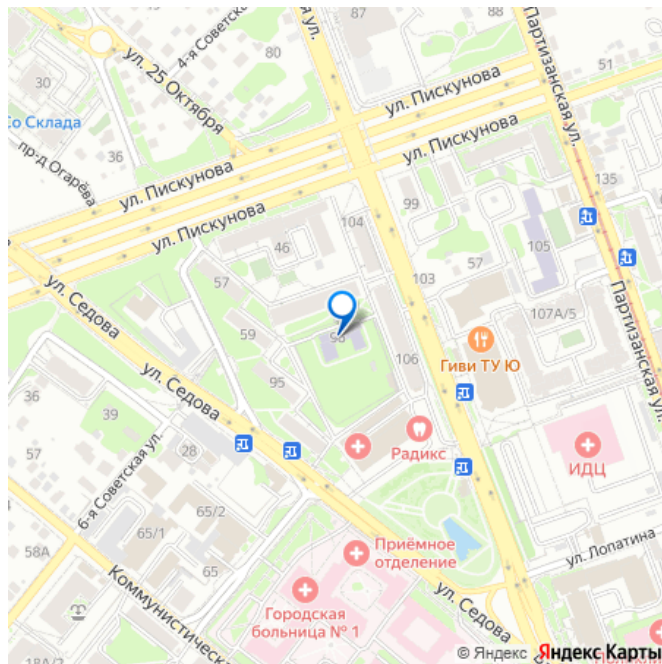 87
Партизанская ул.
51
4-я Советская
ая ул.
80
30
ул. 25 Октября
ул. Пискунова
Со Склада
36
пр-д Огарёва
ул. Пискунова
ул. Пискунова
135
99
104
ул. Пискунова
46
105
57
57
103
ул. Седова
59
107А/5
Партизанская ул.
106
Гиви ТУ Ю
ул. Седова
95
36
39
28
Радикс
ИДЦ
57
6-я Советская ул.
65/2
65/1
58А
65
Приёмное
отделение
ул. Лопатина
Коммунистическа
Городская
больница № 1
ул. Седова
18А/2
© Яндекс Яндекс Карты